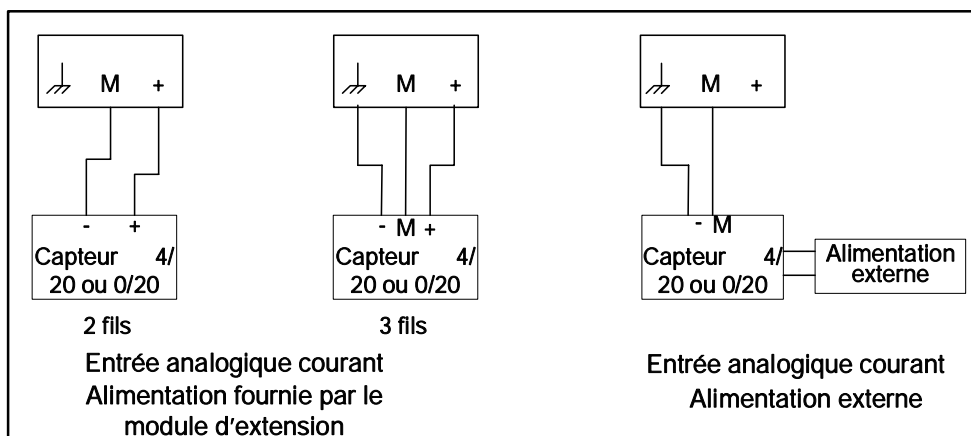 M +
M +
M +
- +
Capteur 4/
20 ou 0/20
- M +
Capteur 4/
20 ou 0/20
- M
Capteur 4/
20 ou 0/20
Alimentation
externe
2 fils
3 fils
Entrée analogique courant
Alimentation fournie par le
module d'extension
Entrée analogique courant
Alimentation externe